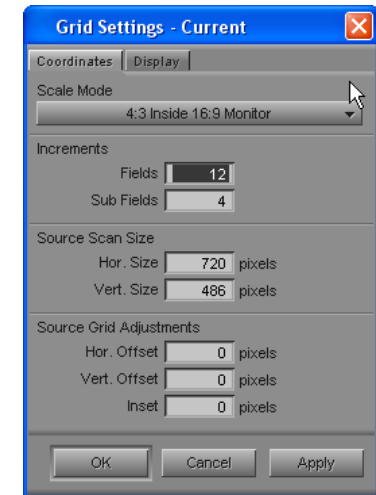 Grid Settings - Current
Coordinates Display
Scale Mode
4:3 Inside 16:9 Monitor
Increments
Fields 12
Sub Fields 4
Source Scan Size
Hor. Size 720 pixels
Vert. Size 486 pixels
Source Grid Adjustments
Hor. Offset 0 pixels
Vert. Offset 0 pixels
Inset 0 pixels
OK Cancel Apply